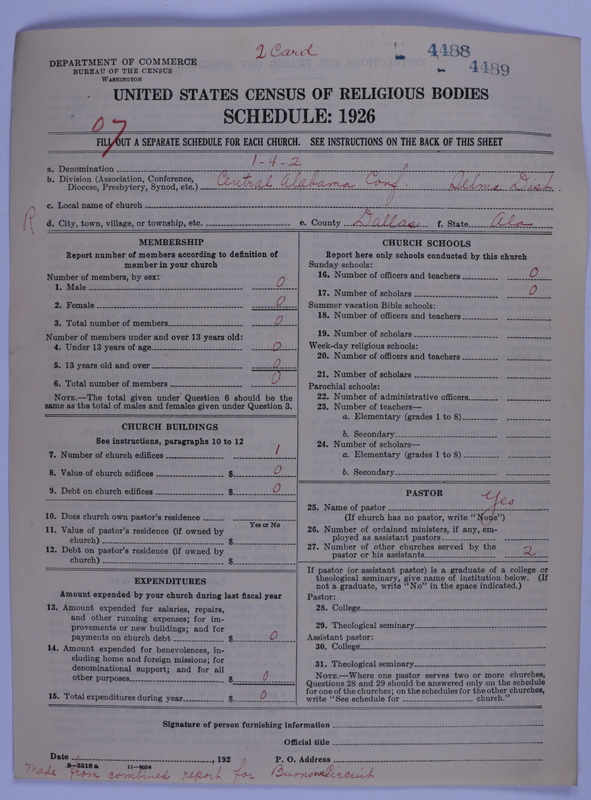 2 Card
4488
4489
DEPARTMENT OF COMMERCE
BUREAU OF THE CENSUS
WASHINGTON
UNITED STATES CENSUS OF RELIGIOUS BODIES
SCHEDULE: 1926
07
FILL OUT A SEPARATE SCHEDULE FOR EACH CHURCH. SEE INSTRUCTIONS ON THE BACK OF THIS SHEET
a. Denomination 1-4-2
b. Division (Association, Conference, Diocese, Presbytery, Synod, etc.) Central Alabama Conf. Selma Dist.
c. Local name of church
R
d. City, town, village, or township, etc. e. County Dallas f. State Ala
MEMBERSHIP
Report number of members according to definition of
member in your church
Number of members, by sex:
1. Male 0
2. Female 0
3. Total number of members 0
Number of members under and over 13 years old:
4. Under 13 years of age 0
5. 13 years old and over 0
6. Total number of members 0
NOTE.—The total given under Question 6 should be the
same as the total of males and females given under Question 3.
CHURCH BUILDINGS
See instructions, paragraphs 10 to 12
7. Number of church edifices 1
8. Value of church edifices $ 0
9. Debt on church edifices $ 0
10. Does church own pastor's residence
Yes or No
11. Value of pastor's residence (if owned by
church) $
12. Debt on pastor's residence (if owned by
church) $
EXPENDITURES
Amount expended by your church during last fiscal year
13. Amount expended for salaries, repairs,
and other running expenses; for im-
provements or new buildings; and for
payments on church debt $ 0
14. Amount expended for benevolences, in-
cluding home and foreign missions; for
denominational support; and for all
other purposes $ 0
15. Total expenditures during year $ 0
CHURCH SCHOOLS
Report here only schools conducted by this church
Sunday schools:
16. Number of officers and teachers 0
17. Number of scholars 0
Summer vacation Bible schools:
18. Number of officers and teachers
19. Number of scholars
Week-day religious schools:
20. Number of officers and teachers
21. Number of scholars
Parochial schools:
22. Number of administrative officers
23. Number of teachers—
a. Elementary (grades 1 to 8)
b. Secondary
24. Number of scholars—
a. Elementary (grades 1 to 8)
b. Secondary
PASTOR
25. Name of pastor Yes
(If church has no pastor, write "None")
26. Number of ordained ministers, if any, em-
ployed as assistant pastors
27. Number of other churches served by the
pastor or his assistants 2
If pastor (or assistant pastor) is a graduate of a college or
theological seminary, give name of institution below. (If
not a graduate, write "No" in the space indicated.)
Pastor:
28. College
29. Theological seminary
Assistant pastor:
30. College
31. Theological seminary
NOTE.—Where one pastor serves two or more churches,
Questions 28 and 29 should be answered only on the schedule
for one of the churches; on the schedules for the other churches,
write "See schedule for church."
Signature of person furnishing information
Official title
Date , 192 P. O. Address
8-5518 a 11-9034
Made from combined report for Circuit